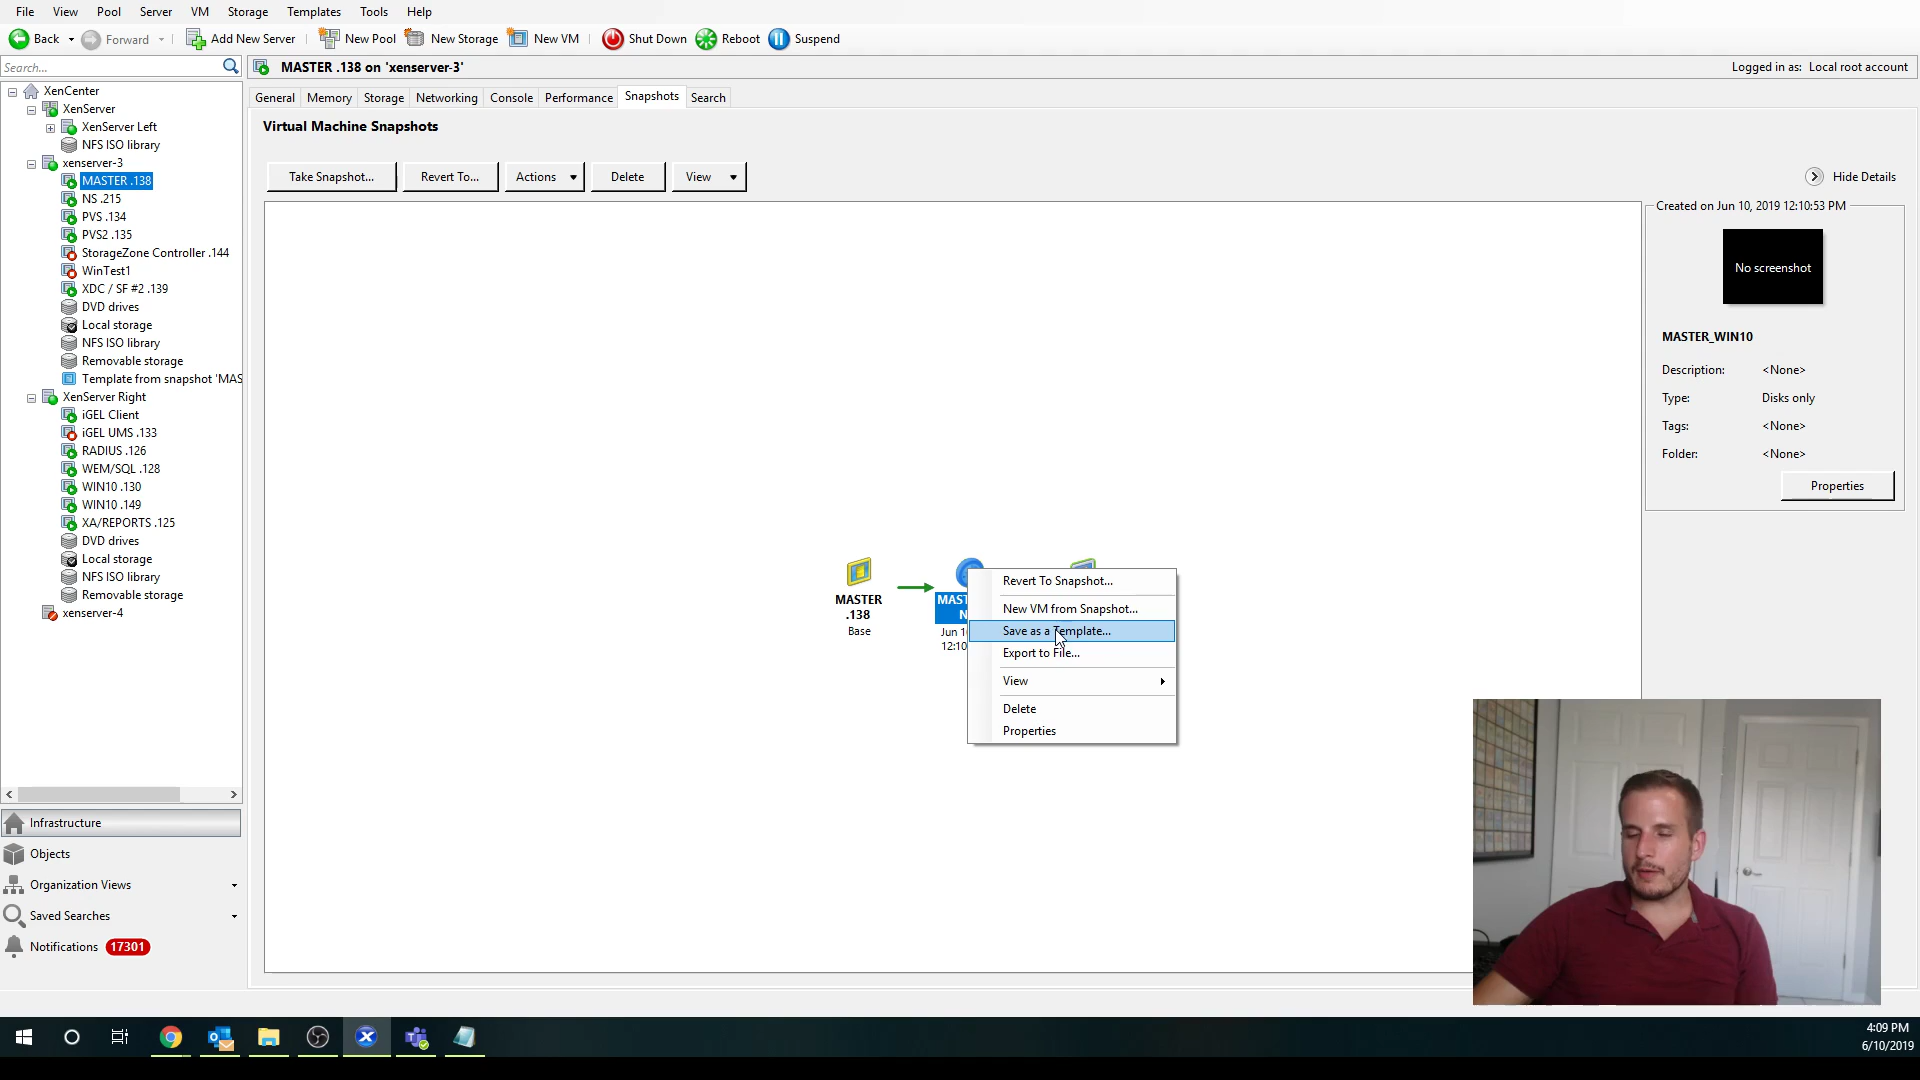 File View Pool Server VM Storage Templates Tools Help
Back Forward Add New Server New Pool New Storage New VM Shut Down Reboot Suspend
Search...
MASTER .138 on 'xenserver-3'
Logged in as: Local root account
XenCenter
XenServer
XenServer Left
NFS ISO library
xenserver-3
MASTER .138
NS .215
PVS .134
PVS2 .135
StorageZone Controller .144
WinTest1
XDC / SF #2 .139
DVD drives
Local storage
NFS ISO library
Removable storage
Template from snapshot 'MAS
XenServer Right
iGEL Client
iGEL UMS .133
RADIUS .126
WEM/SQL .128
WIN10 .130
WIN10 .149
XA/REPORTS .125
DVD drives
Local storage
NFS ISO library
Removable storage
xenserver-4
Infrastructure
Objects
Organization Views
Saved Searches
Notifications 17301
General Memory Storage Networking Console Performance Snapshots Search
Virtual Machine Snapshots
Take Snapshot... Revert To... Actions Delete View
Hide Details
MASTER
.138
Base
MAST
N
Jun 1
12:10
Revert To Snapshot...
New VM from Snapshot...
Save as a Template...
Export to File...
View
Delete
Properties
Created on Jun 10, 2019 12:10:53 PM
No screenshot
MASTER_WIN10
Description: <None>
Type: Disks only
Tags: <None>
Folder: <None>
Properties
4:09 PM
6/10/2019